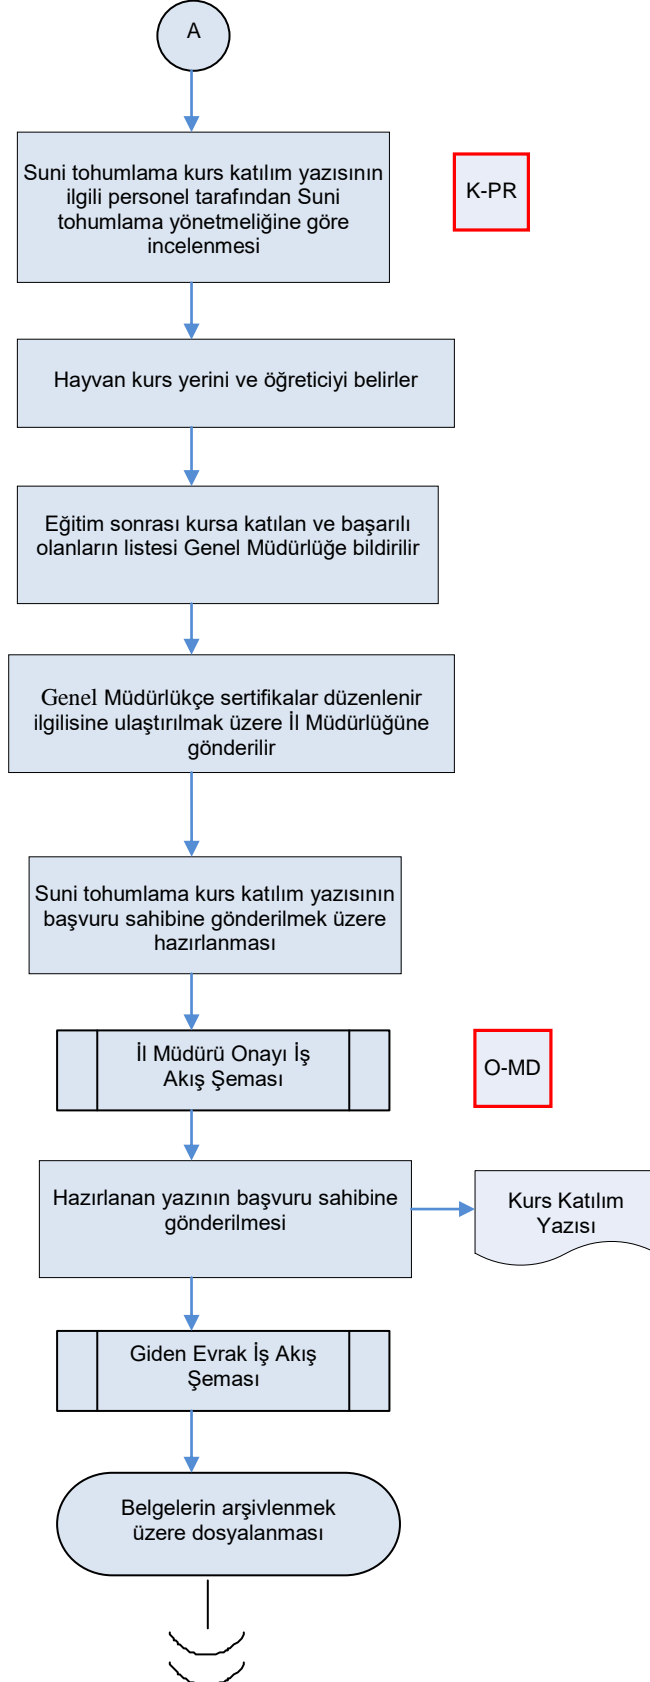 A
Suni tohumlama kurs katılım yazısının
ilgili personel tarafından Suni
tohumlama yönetmeliğine göre
incelenmesi
K-PR
Hayvan kurs yerini ve öğreticiyi belirler
Eğitim sonrası kursa katılan ve başarılı
olanların listesi Genel Müdürlüğe bildirilir
Genel Müdürlükçe sertifikalar düzenlenir
ilgilisine ulaştırılmak üzere İl Müdürlüğüne
gönderilir
Suni tohumlama kurs katılım yazısının
başvuru sahibine gönderilmek üzere
hazırlanması
İl Müdürü Onayı İş
Akış Şeması
O-MD
Hazırlanan yazının başvuru sahibine
gönderilmesi
Kurs Katılım
Yazısı
Giden Evrak İş Akış
Şeması
Belgelerin arşivlenmek
üzere dosyalanması